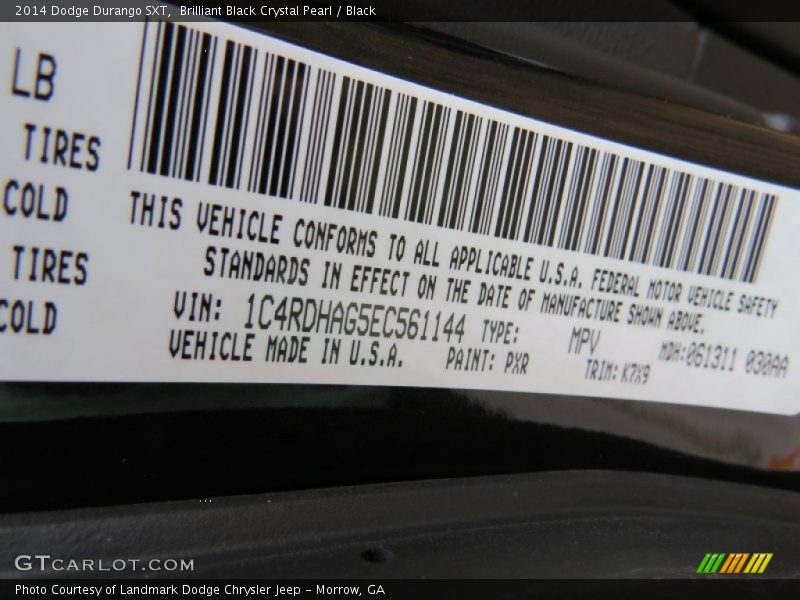 2014 Dodge Durango SXT, Brilliant Black Crystal Pearl / Black
LB
TIRES
COLD
TIRES
COLD
THIS VEHICLE CONFORMS TO ALL APPLICABLE U.S.A. FEDERAL MOTOR VEHICLE SAFETY
STANDARDS IN EFFECT ON THE DATE OF MANUFACTURE SHOWN ABOVE.
VIN: 1C4RDHAG5EC561144 TYPE: MPV MDH:061311 030AA
VEHICLE MADE IN U.S.A. PAINT: PXR TRIM: K7X9
GTCARLOT.COM
Photo Courtesy of Landmark Dodge Chrysler Jeep - Morrow, GA